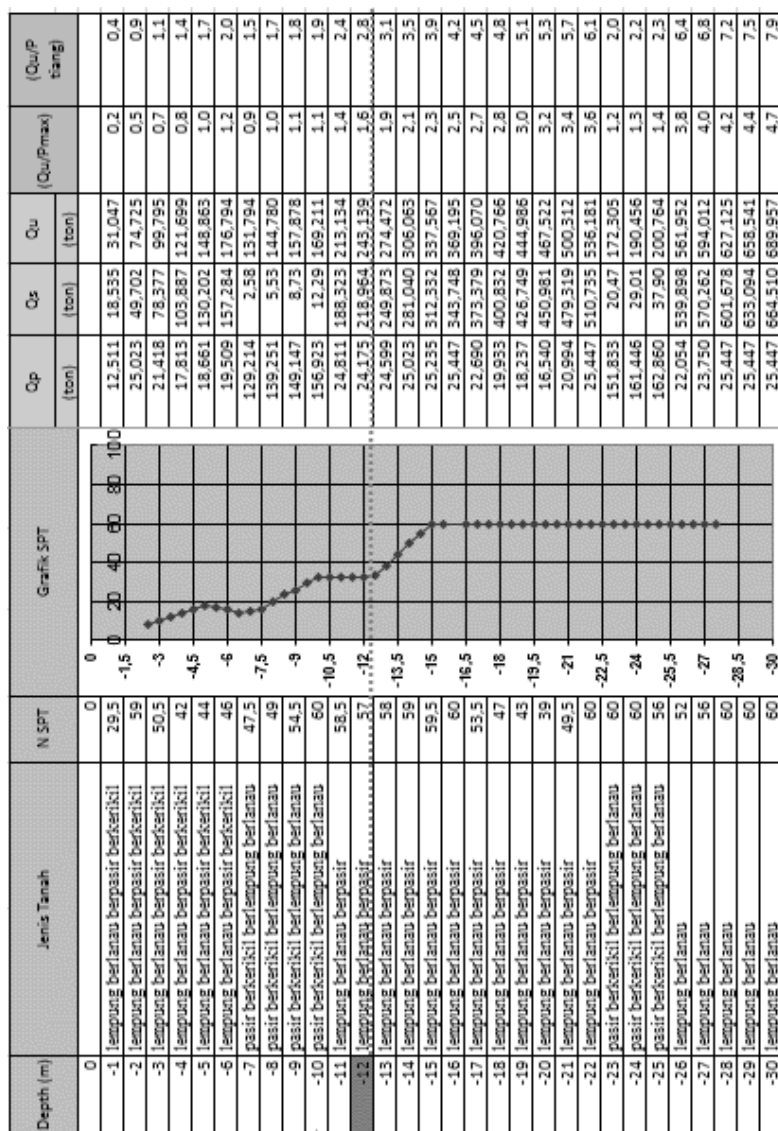 Depth (m) Jenis Tanah N SPT Grafik SPT Qp Qs Qu (Qu/Pmax) (Qu/P tiang)
(ton) (ton) (ton)
0 0
-1 lempung berlanau berpasir berkerikil 29,5 12,511 18,535 31,047 0,2 0,4
-2 lempung berlanau berpasir berkerikil 59 25,023 49,702 74,725 0,5 0,9
-3 lempung berlanau berpasir berkerikil 50,5 21,418 78,377 99,795 0,7 1,1
-4 lempung berlanau berpasir berkerikil 42 17,813 103,887 121,699 0,8 1,4
-5 lempung berlanau berpasir berkerikil 44 18,661 130,202 148,863 1,0 1,7
-6 lempung berlanau berpasir berkerikil 46 19,509 157,284 176,794 1,2 2,0
-7 pasir berkerikil berlempung berlanau 47,5 129,214 2,58 131,794 0,9 1,5
-8 pasir berkerikil berlempung berlanau 49 139,251 5,53 144,780 1,0 1,7
-9 pasir berkerikil berlempung berlanau 54,5 149,147 8,73 157,878 1,1 1,8
-10 pasir berkerikil berlempung berlanau 60 156,923 12,29 169,211 1,1 1,9
-11 lempung berlanau berpasir 58,5 24,811 188,323 213,134 1,4 2,4
-12 lempung berlanau berpasir 57 24,175 218,964 243,139 1,6 2,8
-13 lempung berlanau berpasir 58 24,599 249,873 274,472 1,9 3,1
-14 lempung berlanau berpasir 59 25,023 281,040 306,063 2,1 3,5
-15 lempung berlanau berpasir 59,5 25,235 312,332 337,567 2,3 3,9
-16 lempung berlanau berpasir 60 25,447 343,748 369,195 2,5 4,2
-17 lempung berlanau berpasir 53,5 22,690 373,379 396,070 2,7 4,5
-18 lempung berlanau berpasir 47 19,933 400,832 420,766 2,8 4,8
-19 lempung berlanau berpasir 43 18,237 426,749 444,986 3,0 5,1
-20 lempung berlanau berpasir 39 16,540 450,981 467,522 3,2 5,3
-21 lempung berlanau berpasir 49,5 20,994 479,319 500,312 3,4 5,7
-22 lempung berlanau berpasir 60 25,447 510,735 536,181 3,6 6,1
-23 pasir berkerikil berlempung berlanau 60 151,833 20,47 172,305 1,2 2,0
-24 pasir berkerikil berlempung berlanau 60 161,446 29,01 190,456 1,3 2,2
-25 pasir berkerikil berlempung berlanau 56 162,860 37,90 200,764 1,4 2,3
-26 lempung berlanau 52 22,054 539,898 561,952 3,8 6,4
-27 lempung berlanau 56 23,750 570,262 594,012 4,0 6,8
-28 lempung berlanau 60 25,447 601,678 627,125 4,2 7,2
-29 lempung berlanau 60 25,447 633,094 658,541 4,4 7,5
-30 lempung berlanau 60 25,447 664,510 689,957 4,7 7,9
0 20 40 60 80 100
0
-1,5
-3
-4,5
-6
-7,5
-9
-10,5
-12
-13,5
-15
-16,5
-18
-19,5
-21
-22,5
-24
-25,5
-27
-28,5
-30